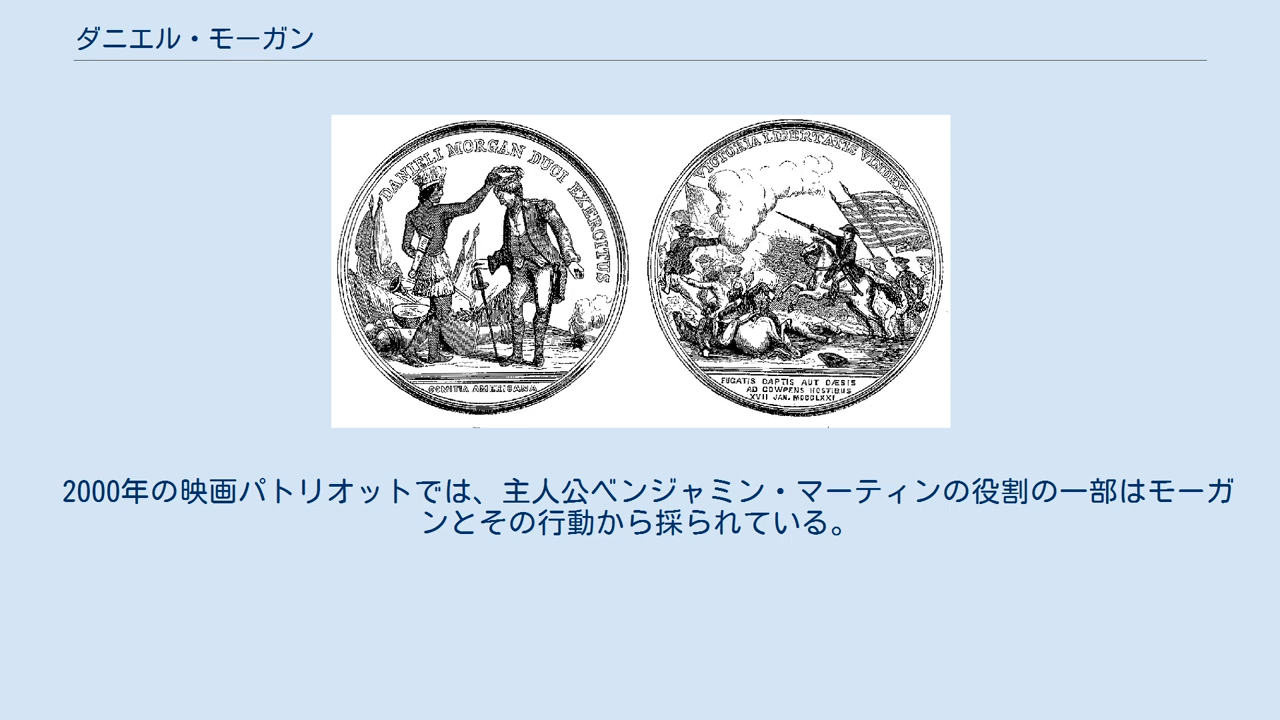 ダニエル・モーガン
DANIELI MORGAN DUCI EXERCITUS
VICTORIA LIBERTATIS VINDEX
COMITIA AMERICANA
FUGATIS CAPTIS AUT CÆSIS
AD COWPENS HOSTIBUS
XVII JAN. MDCCLXXXI
2000年の映画パトリオットでは、主人公ベンジャミン・マーティンの役割の一部はモーガ
ンとその行動から採られている。